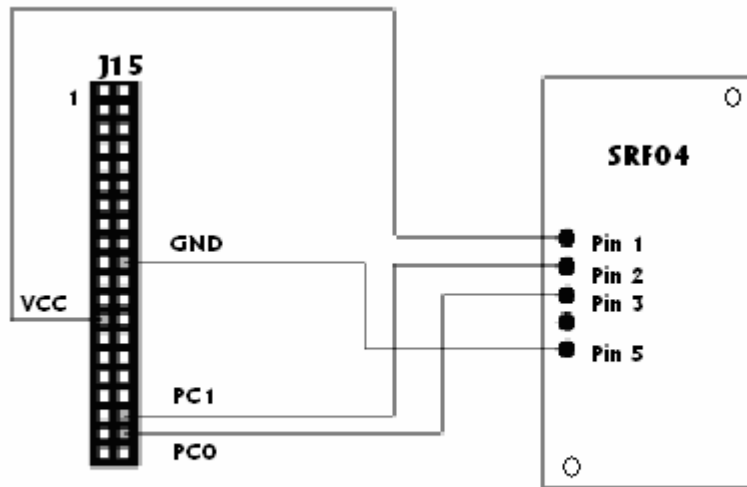 J15
1
SRF04
GND
Pin 1
Pin 2
Pin 3
VCC
Pin 5
PC1
PC0